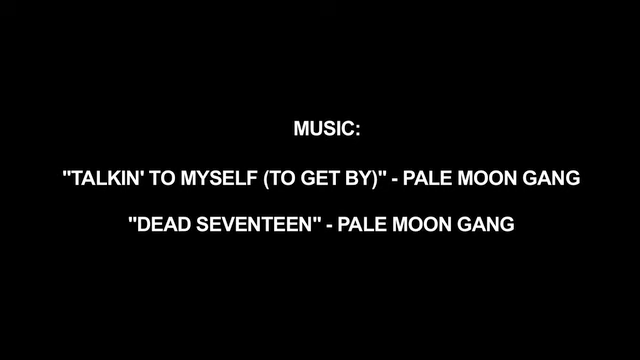 MUSIC:
"TALKIN' TO MYSELF (TO GET BY)" - PALE MOON GANG
"DEAD SEVENTEEN" - PALE MOON GANG